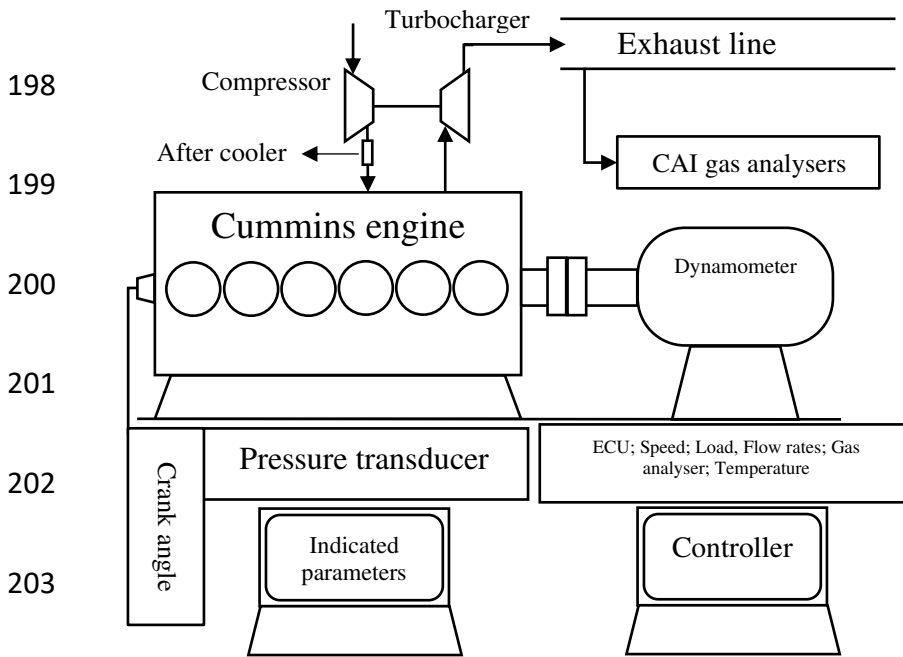 Turbocharger
Exhaust line
198
Compressor
After cooler
CAI gas analysers
199
Cummins engine
Dynamometer
200
201
Pressure transducer
ECU; Speed; Load, Flow rates; Gas
analyser; Temperature
202
Crank angle
Indicated
parameters
Controller
203